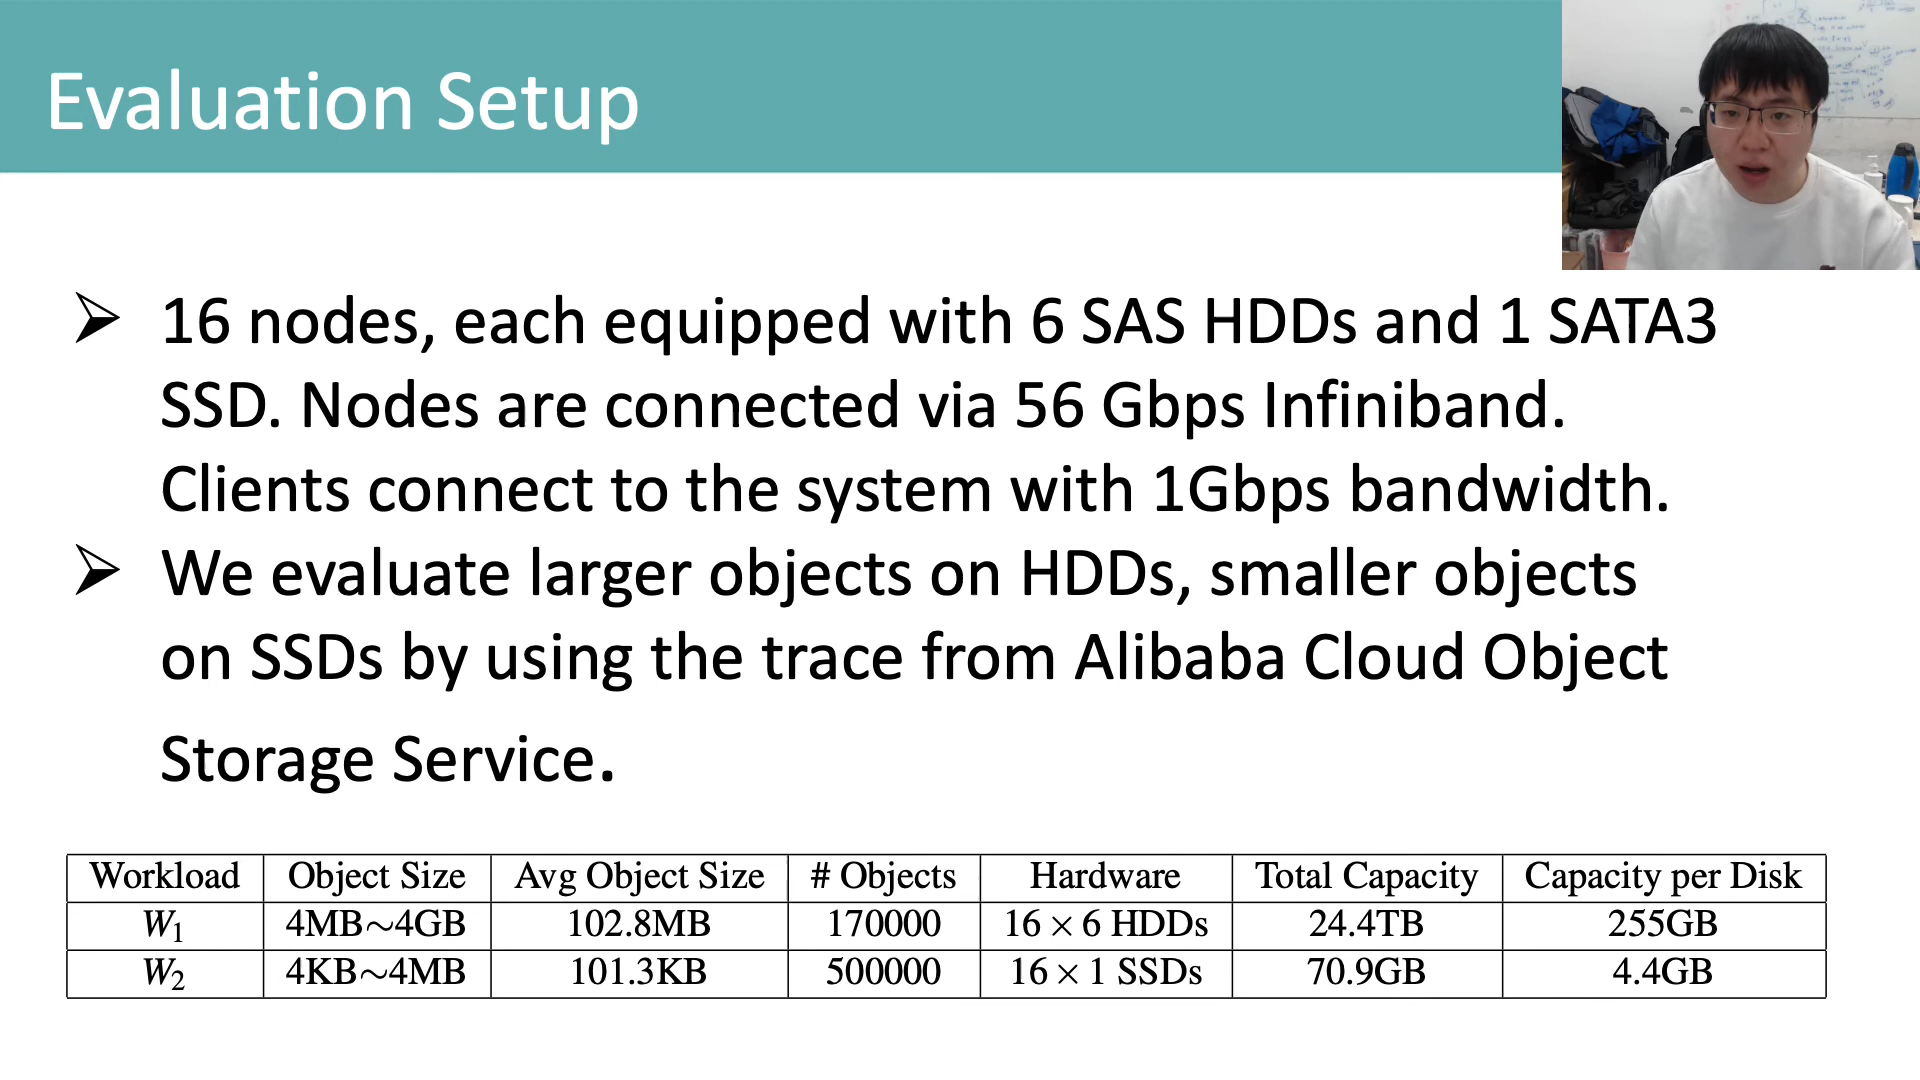 Evaluation Setup
16 nodes, each equipped with 6 SAS HDDs and 1 SATA3
SSD. Nodes are connected via 56 Gbps Infiniband.
Clients connect to the system with 1Gbps bandwidth.
We evaluate larger objects on HDDs, smaller objects
on SSDs by using the trace from Alibaba Cloud Object
Storage Service.
Workload Object Size Avg Object Size # Objects Hardware Total Capacity Capacity per Disk
W1 4MB~4GB 102.8MB 170000 16 × 6 HDDs 24.4TB 255GB
W2 4KB~4MB 101.3KB 500000 16 × 1 SSDs 70.9GB 4.4GB